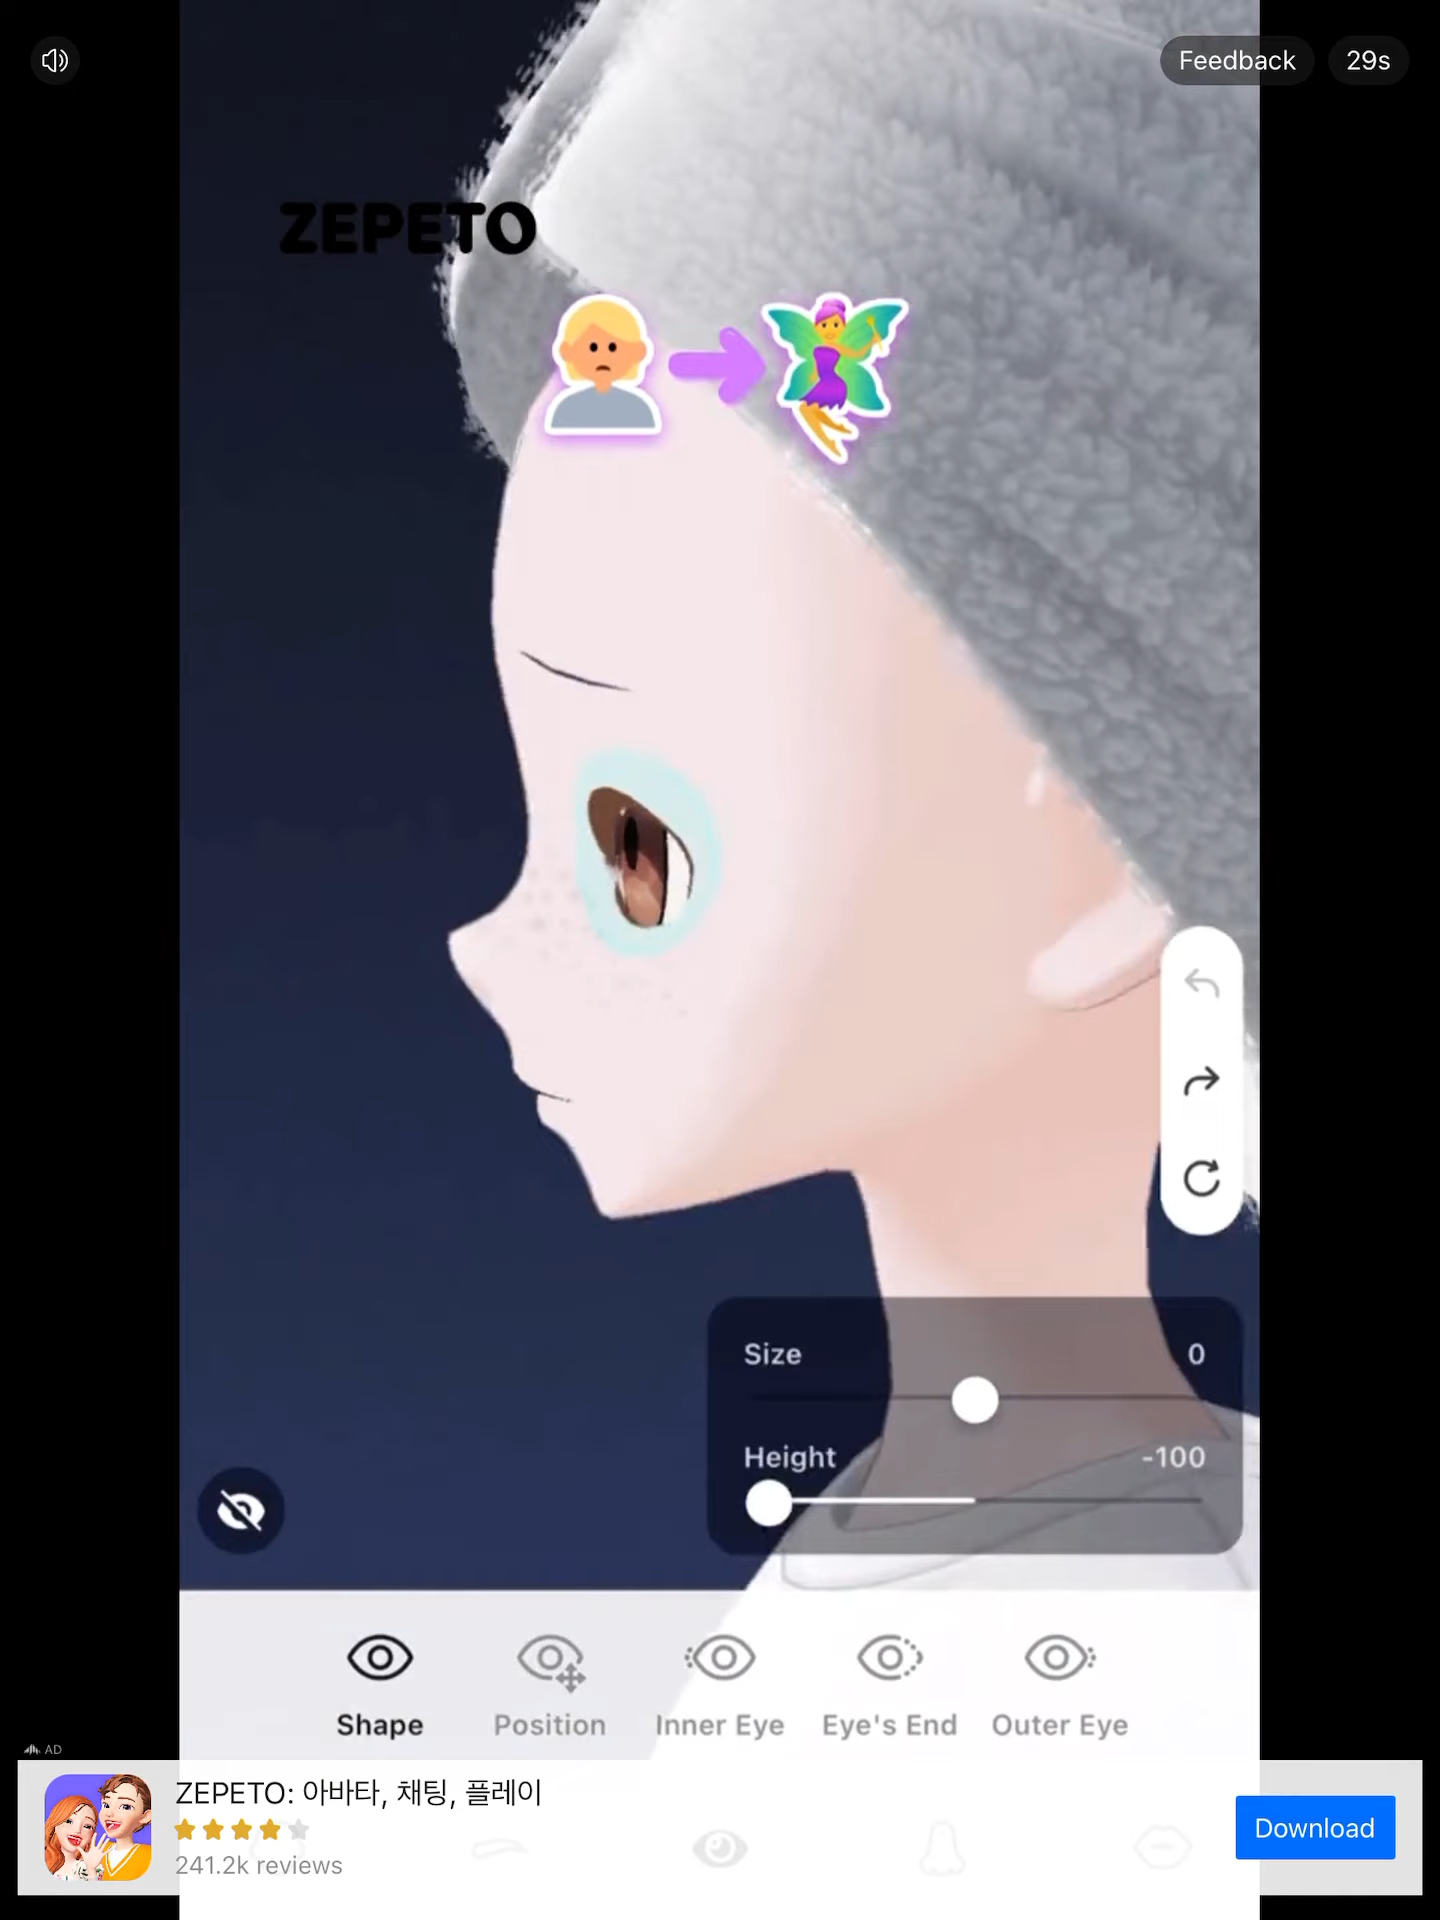 Feedback
29s
ZEPETO
Size
0
Height
-100
Shape
Position
Inner Eye
Eye's End
Outer Eye
AD
ZEPETO: 아바타, 채팅, 플레이
241.2k reviews
Download